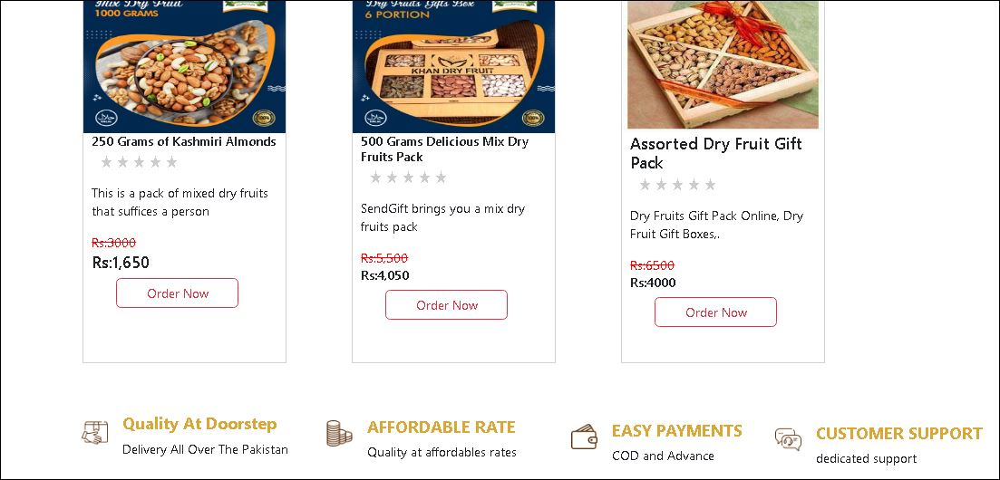 Mix Dry Fruit
1000 GRAMS
250 Grams of Kashmiri Almonds
This is a pack of mixed dry fruits
that suffices a person
Rs:3000
Rs:1,650
Order Now
Dry Fruits Gifts Box
6 PORTION
KHAN DRY FRUIT
500 Grams Delicious Mix Dry
Fruits Pack
SendGift brings you a mix dry
fruits pack
Rs:5,500
Rs:4,050
Order Now
Assorted Dry Fruit Gift
Pack
Dry Fruits Gift Pack Online, Dry
Fruit Gift Boxes,.
Rs:6500
Rs:4000
Order Now
Quality At Doorstep
Delivery All Over The Pakistan
AFFORDABLE RATE
Quality at affordables rates
EASY PAYMENTS
COD and Advance
CUSTOMER SUPPORT
dedicated support